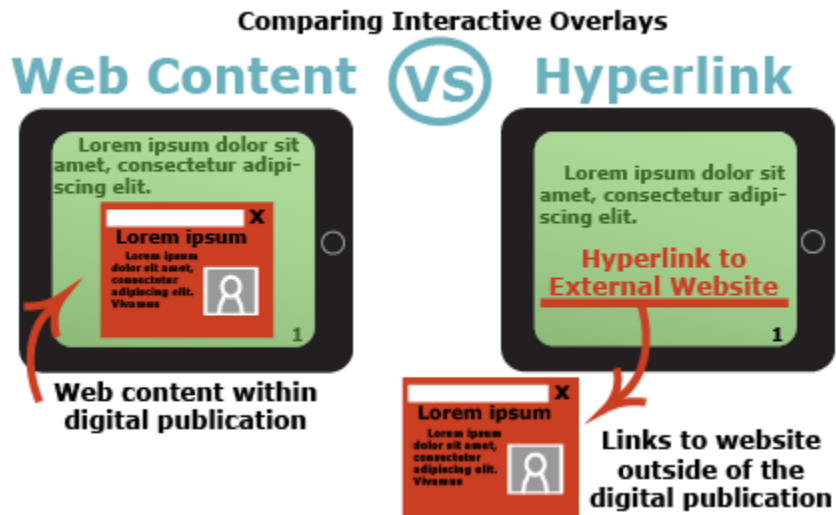 Comparing Interactive Overlays
Web Content
VS
Hyperlink
Lorem ipsum dolor sit
amet, consectetur adipi-
scing elit.
X
Lorem ipsum
Lorem ipsum
dolor sit amet,
consectetur
adipiscing elit.
Vivamus
1
Web content within
digital publication
Lorem ipsum dolor sit
amet, consectetur adipi-
scing elit.
Hyperlink to
External Website
1
X
Lorem ipsum
Lorem ipsum
dolor sit amet,
consectetur
adipiscing elit.
Vivamus
Links to website
outside of the
digital publication